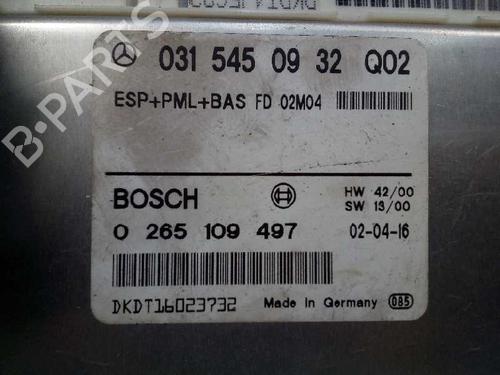 031 545 09 32 Q02
ESP+PML+BAS FD 02M04
BOSCH
HW 42/00
SW 13/00
0 265 109 497
02-04-16
DKDT16023732
Made in Germany
085
B-PARTS